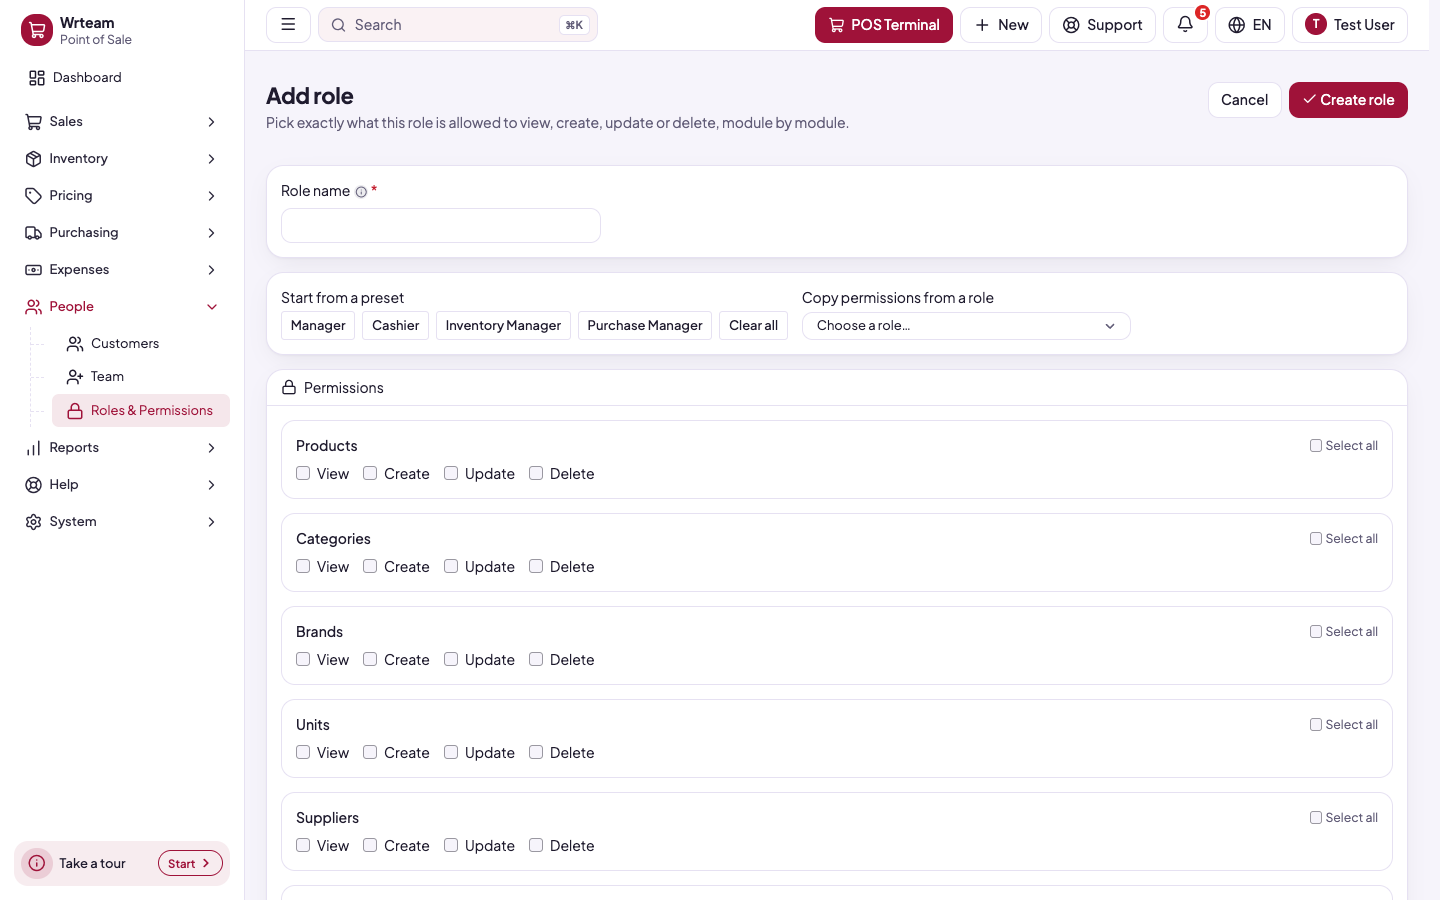 Wrteam
Point of Sale
Search
⌘K
POS Terminal
New
Support
5
EN
T
Test User
Dashboard
Sales
Inventory
Pricing
Purchasing
Expenses
People
Customers
Team
Roles & Permissions
Reports
Help
System
Take a tour
Start
Add role
Pick exactly what this role is allowed to view, create, update or delete, module by module.
Cancel
Create role
Role name *
Start from a preset
Manager
Cashier
Inventory Manager
Purchase Manager
Clear all
Copy permissions from a role
Choose a role...
Permissions
Products
Select all
View Create Update Delete
Categories
Select all
View Create Update Delete
Brands
Select all
View Create Update Delete
Units
Select all
View Create Update Delete
Suppliers
Select all
View Create Update Delete